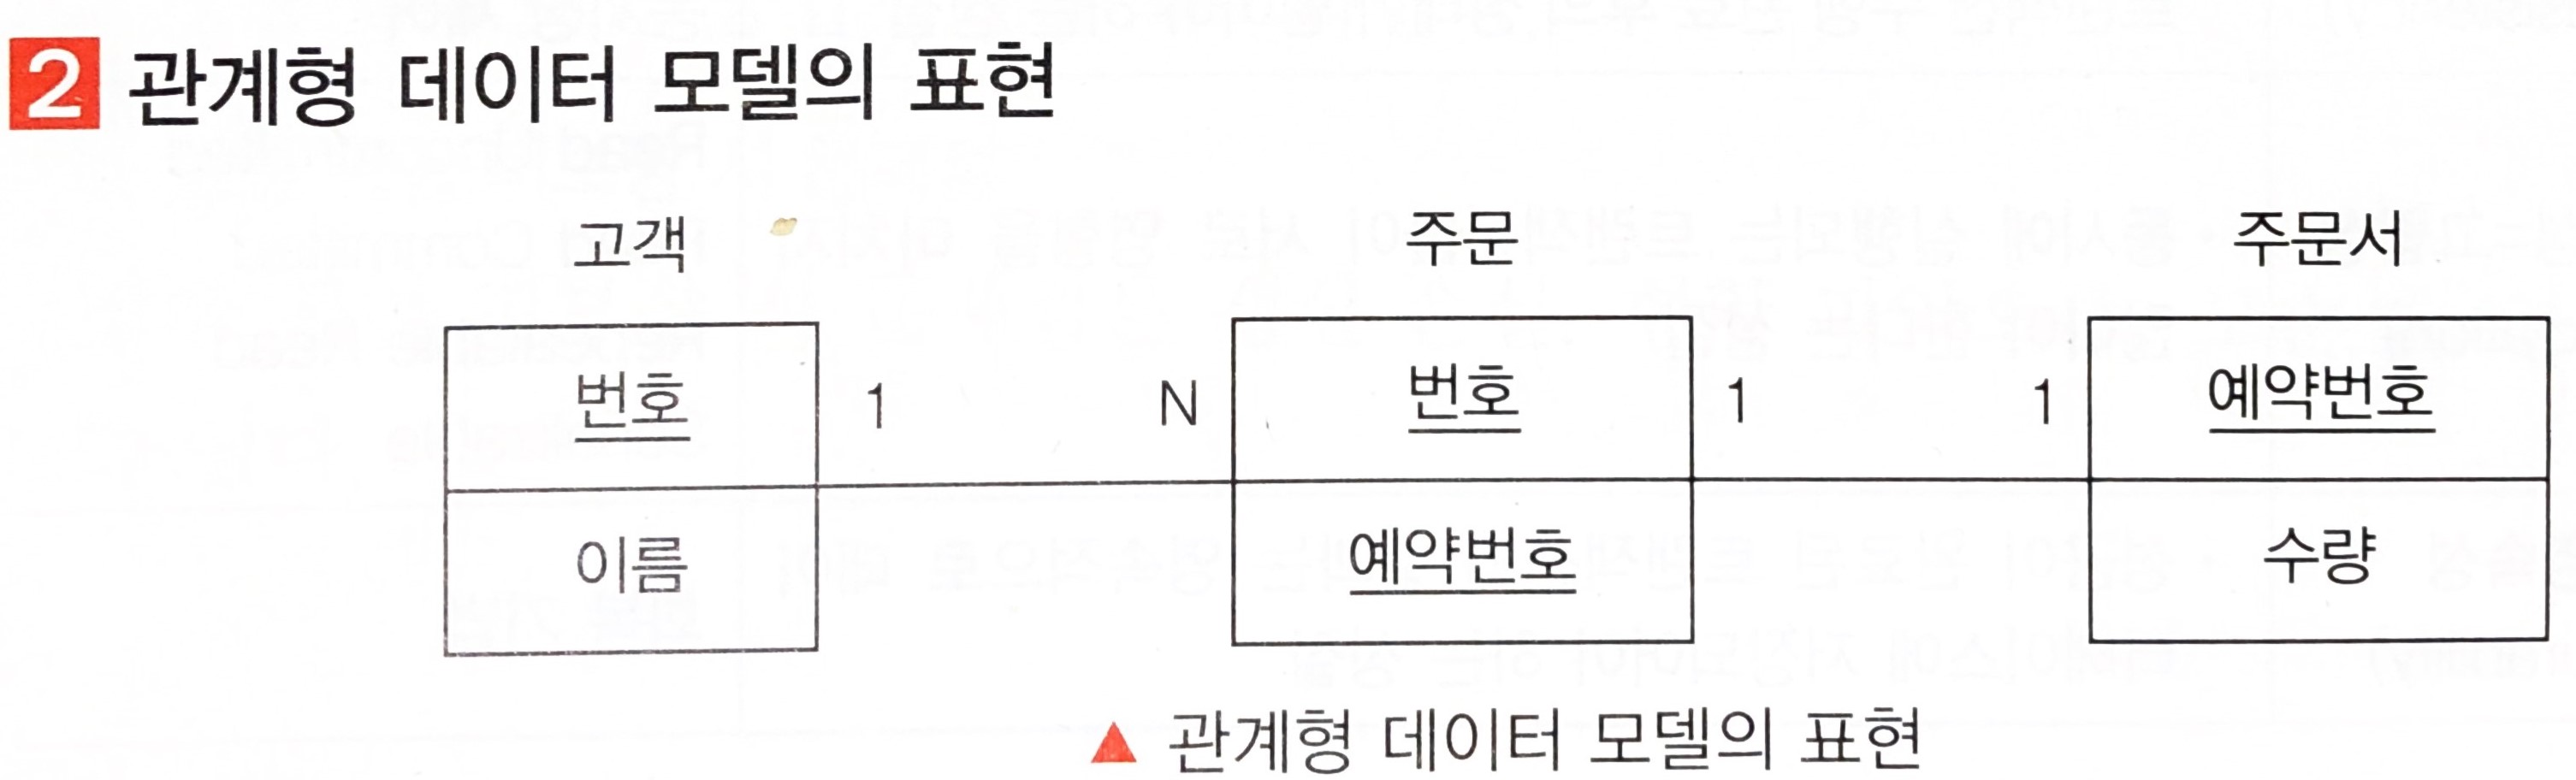 2 관계형 데이터 모델의 표현
고객 주문 주문서
번호 1 N 번호 1 1 예약번호
이름 예약번호 수량
▲ 관계형 데이터 모델의 표현